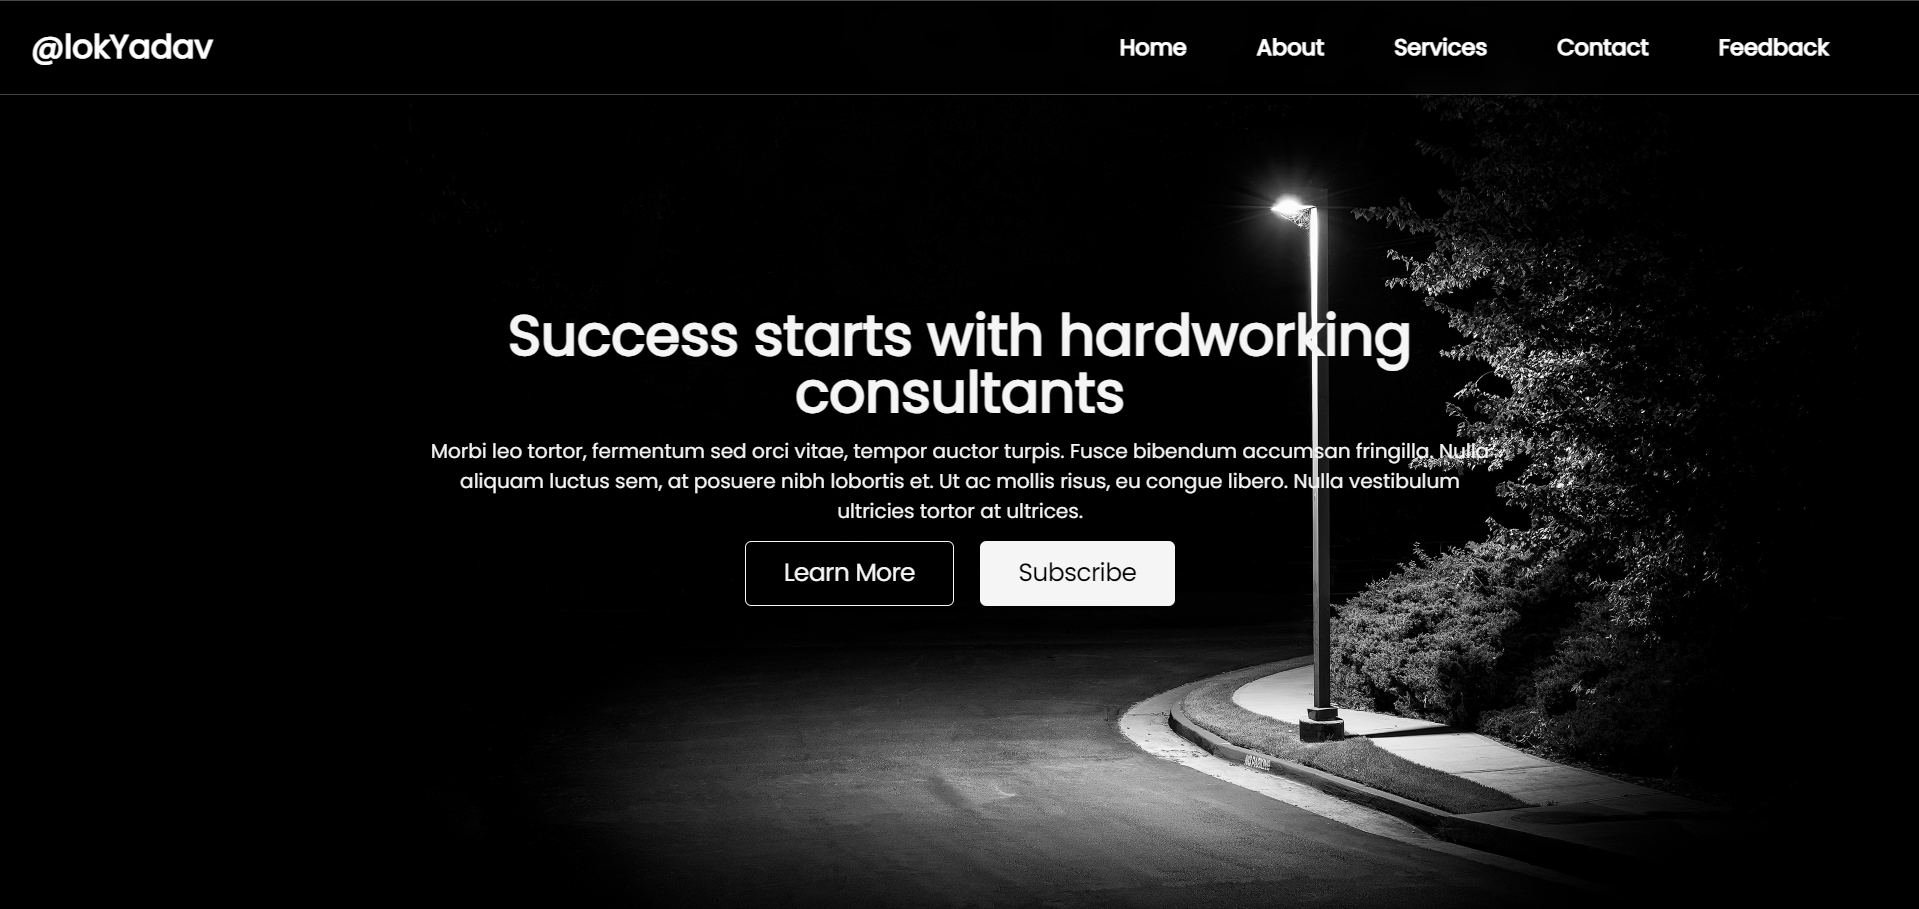 @lokYadav
Home
About
Services
Contact
Feedback
Success starts with hardworking
consultants
Morbi leo tortor, fermentum sed orci vitae, tempor auctor turpis. Fusce bibendum accumsan fringilla. Nulla
aliquam luctus sem, at posuere nibh lobortis et. Ut ac mollis risus, eu congue libero. Nulla vestibulum
ultricies tortor at ultrices.
Learn More
Subscribe
NO PARKING